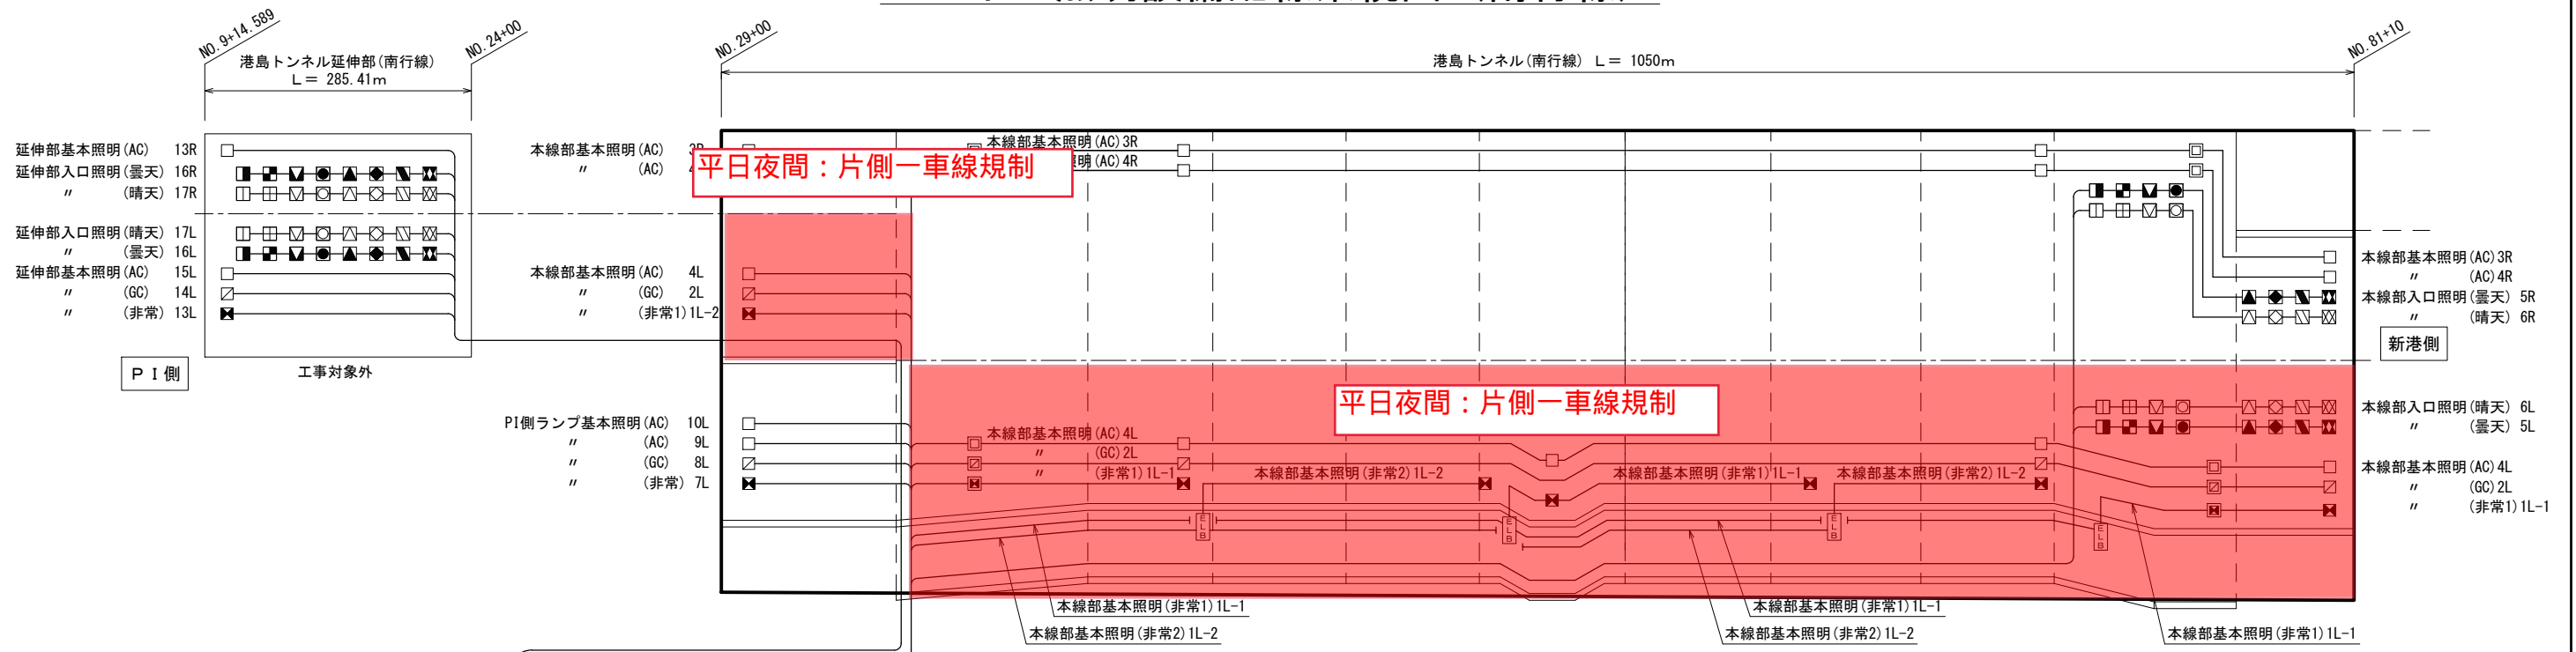 NO.9+14.589
NO.24+00
NO.29+00
NO.81+10
港島トンネル延伸部(南行線)
L= 285.41m
港島トンネル(南行線) L= 1050m
延伸部基本照明(AC) 13R
延伸部入口照明(曇天) 16R
〃 (晴天) 17R
延伸部入口照明(晴天) 17L
〃 (曇天) 16L
延伸部基本照明(AC) 15L
〃 (GC) 14L
〃 (非常) 13L
PI側
工事対象外
本線部基本照明(AC)
〃 (AC)
平日夜間:片側一車線規制
本線部基本照明(AC)3R
明(AC)4R
本線部基本照明(AC) 4L
〃 (GC) 2L
〃 (非常1)1L-2
本線部基本照明(AC)3R
〃 (AC)4R
本線部入口照明(曇天) 5R
〃 (晴天) 6R
新港側
平日夜間:片側一車線規制
PI側ランプ基本照明(AC) 10L
〃 (AC) 9L
〃 (GC) 8L
〃 (非常) 7L
本線部基本照明(AC)4L
〃 (GC)2L
〃 (非常1)1L-1
本線部基本照明(非常2)1L-2
本線部基本照明(非常1)1L-1
本線部基本照明(非常2)1L-2
ELB
ELB
ELB
ELB
本線部入口照明(晴天) 6L
〃 (曇天) 5L
本線部基本照明(AC)4L
〃 (GC)2L
〃 (非常1)1L-1
本線部基本照明(非常1)1L-1
本線部基本照明(非常2)1L-2
本線部基本照明(非常1)1L-1
本線部基本照明(非常2)1L-2
本線部基本照明(非常1)1L-1